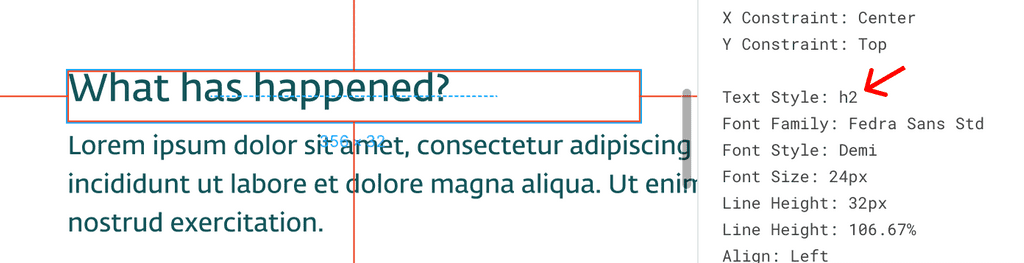 What has happened?
356 × 32
Lorem ipsum dolor sit amet, consectetur adipiscing
incididunt ut labore et dolore magna aliqua. Ut enim
nostrud exercitation.
X Constraint: Center
Y Constraint: Top
Text Style: h2
Font Family: Fedra Sans Std
Font Style: Demi
Font Size: 24px
Line Height: 32px
Line Height: 106.67%
Align: Left